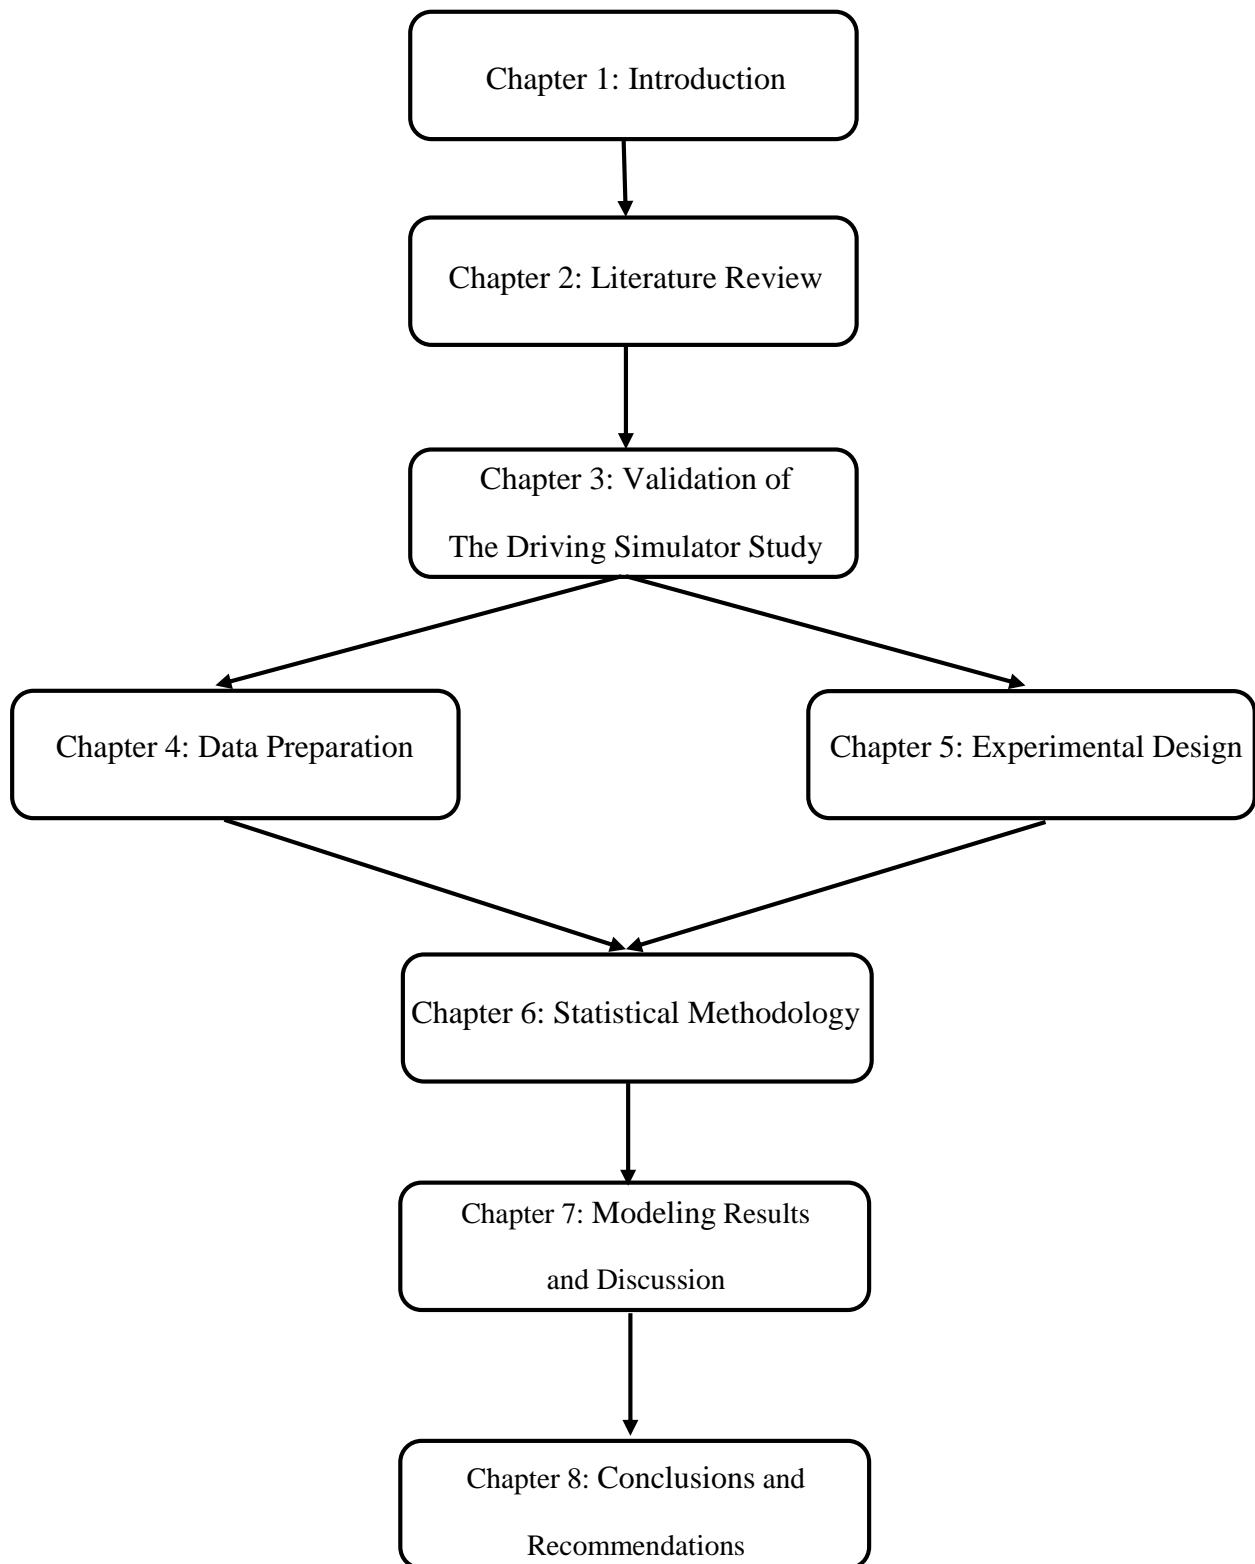 Chapter 1: Introduction
Chapter 2: Literature Review
Chapter 3: Validation of
The Driving Simulator Study
Chapter 4: Data Preparation
Chapter 5: Experimental Design
Chapter 6: Statistical Methodology
Chapter 7: Modeling Results
and Discussion
Chapter 8: Conclusions and
Recommendations